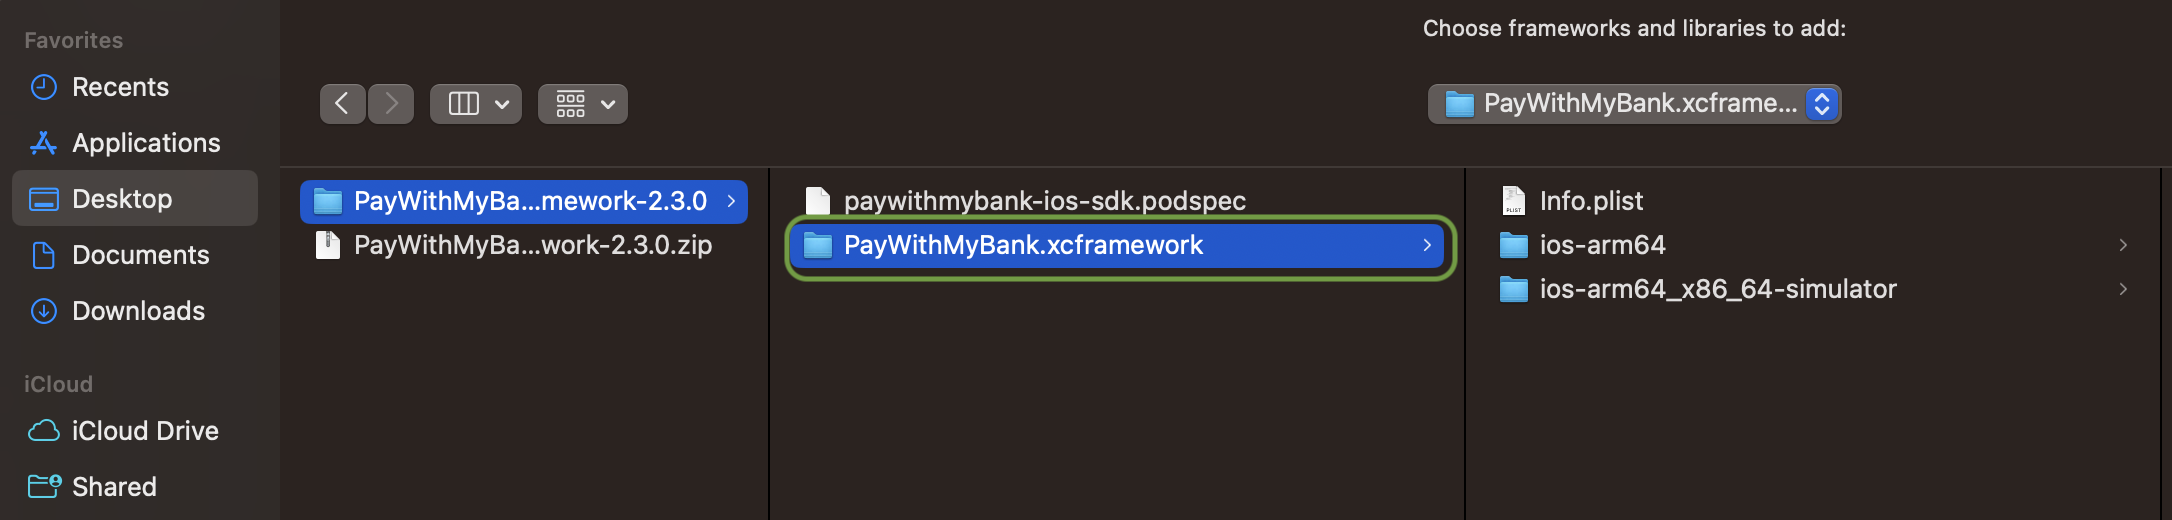 Favorites
Recents
Applications
Desktop
Documents
Downloads
iCloud
iCloud Drive
Shared
Choose frameworks and libraries to add:
PayWithMyBank.xcframe...
PayWithMyBa...mework-2.3.0
PayWithMyBa...work-2.3.0.zip
paywithmybank-ios-sdk.podspec
PayWithMyBank.xcframework
PLIST
Info.plist
ios-arm64
ios-arm64_x86_64-simulator